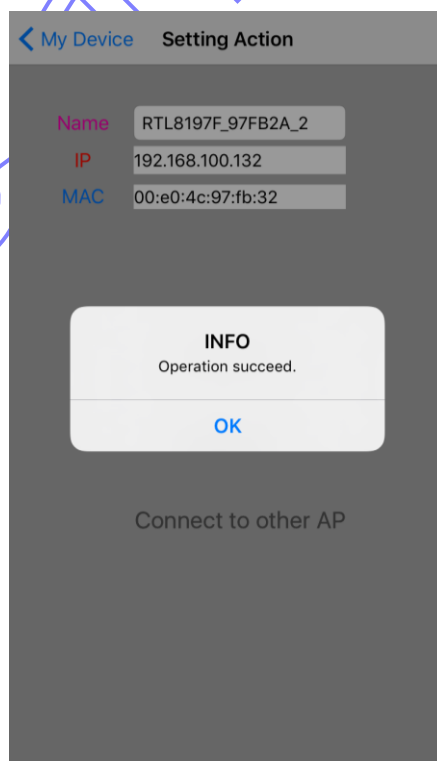 My Device Setting Action
Name RTL8197F_97FB2A_2
IP 192.168.100.132
MAC 00:e0:4c:97:fb:32
INFO
Operation succeed.
OK
Connect to other AP